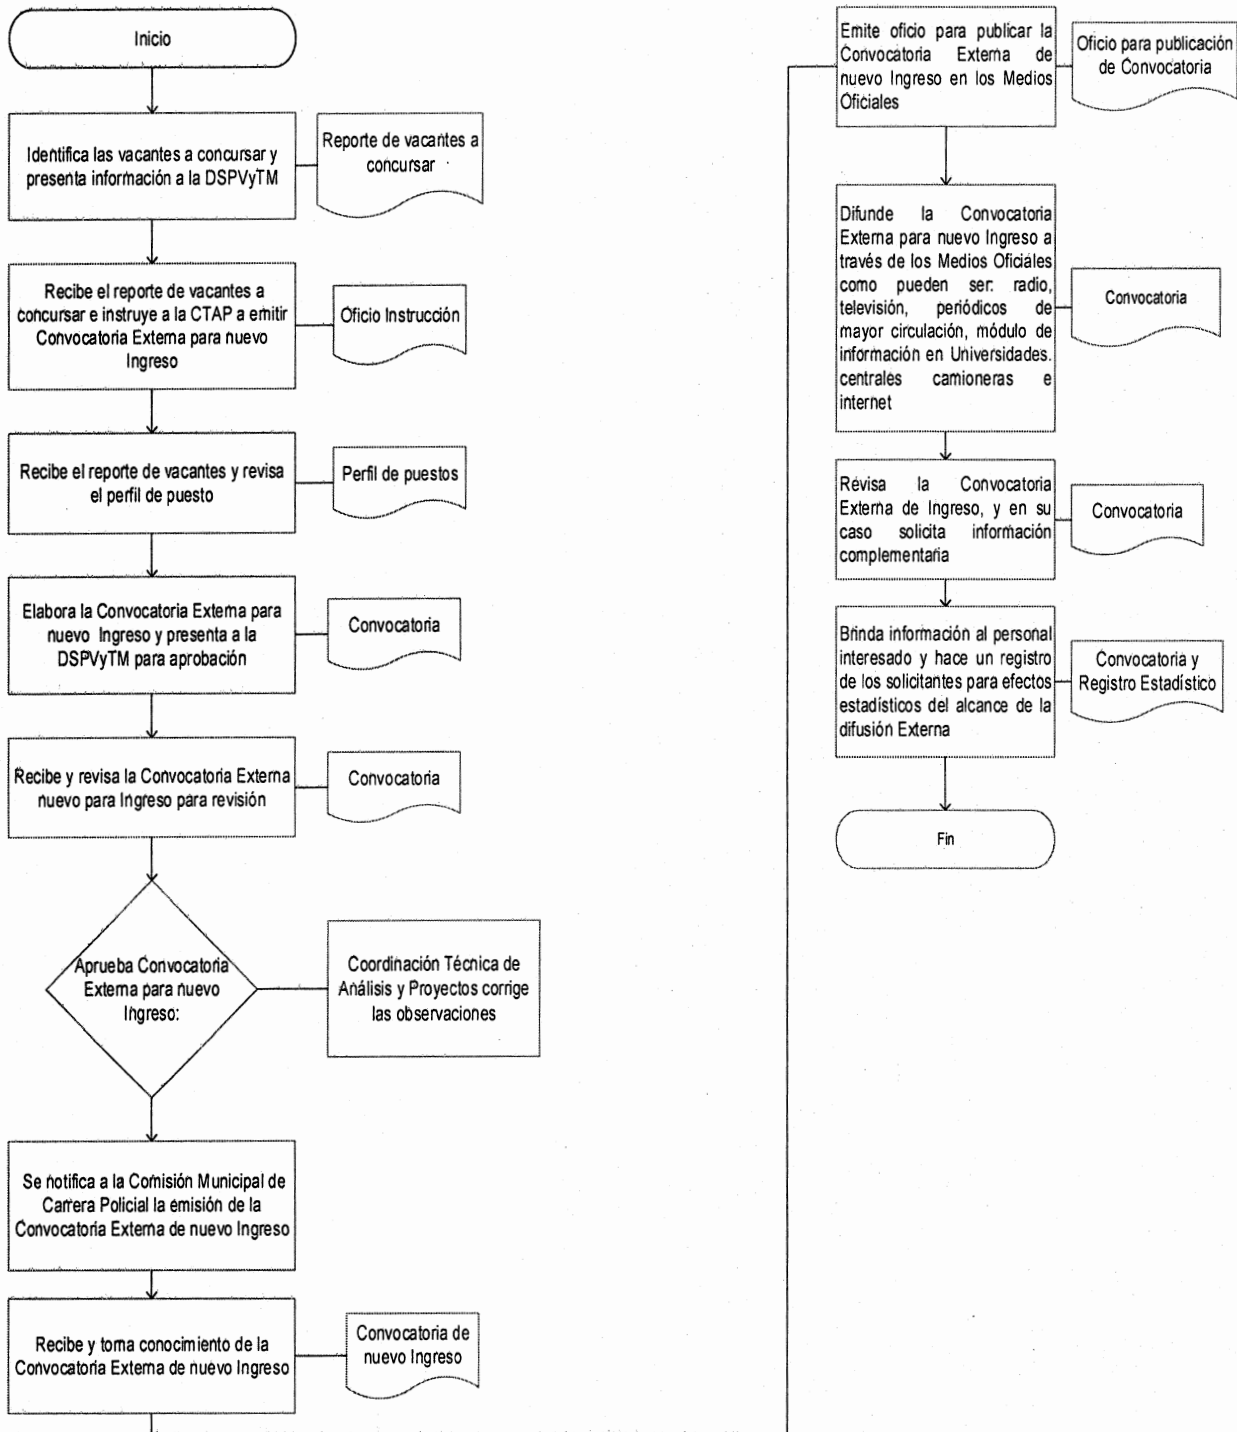 Inicio
Identifica las vacantes a concursar y
presenta información a la DSPVyTM
Reporte de vacantes a
concursar
Recibe el reporte de vacantes a
concursar e instruye a la CTAP a emitir
Convocatoria Externa para nuevo
Ingreso
Oficio Instrucción
Recibe el reporte de vacantes y revisa
el perfil de puesto
Perfil de puestos
Elabora la Convocatoria Externa para
nuevo Ingreso y presenta a la
DSPVyTM para aprobación
Convocatoria
Recibe y revisa la Convocatoria Externa
nuevo para Ingreso para revisión
Convocatoria
Aprueba Convocatoria
Externa para nuevo
Ingreso:
Coordinación Técnica de
Análisis y Proyectos corrige
las observaciones
Se notifica a la Comisión Municipal de
Carrera Policial la emisión de la
Convocatoria Externa de nuevo Ingreso
Recibe y toma conocimiento de la
Convocatoria Externa de nuevo Ingreso
Convocatoria de
nuevo Ingreso
Emite oficio para publicar la
Convocatoria Externa de
nuevo Ingreso en los Medios
Oficiales
Oficio para publicación
de Convocatoria
Difunde la Convocatoria
Externa para nuevo Ingreso a
través de los Medios Oficiales
como pueden ser: radio,
televisión, periódicos de
mayor circulación, módulo de
información en Universidades.
centrales camioneras e
internet
Convocatoria
Revisa la Convocatoria
Externa de Ingreso, y en su
caso solicita información
complementaria
Convocatoria
Brinda información al personal
interesado y hace un registro
de los solicitantes para efectos
estadísticos del alcance de la
difusión Externa
Convocatoria y
Registro Estadístico
Fin